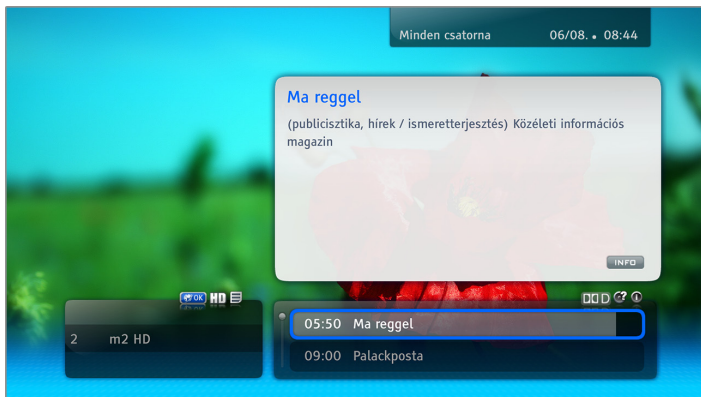 Minden csatorna 06/08. • 08:44
Ma reggel
(publicisztika, hírek / ismeretterjesztés) Közéleti információs
magazin
INFO
OK HD
2 m2 HD
05:50 Ma reggel
09:00 Palackposta